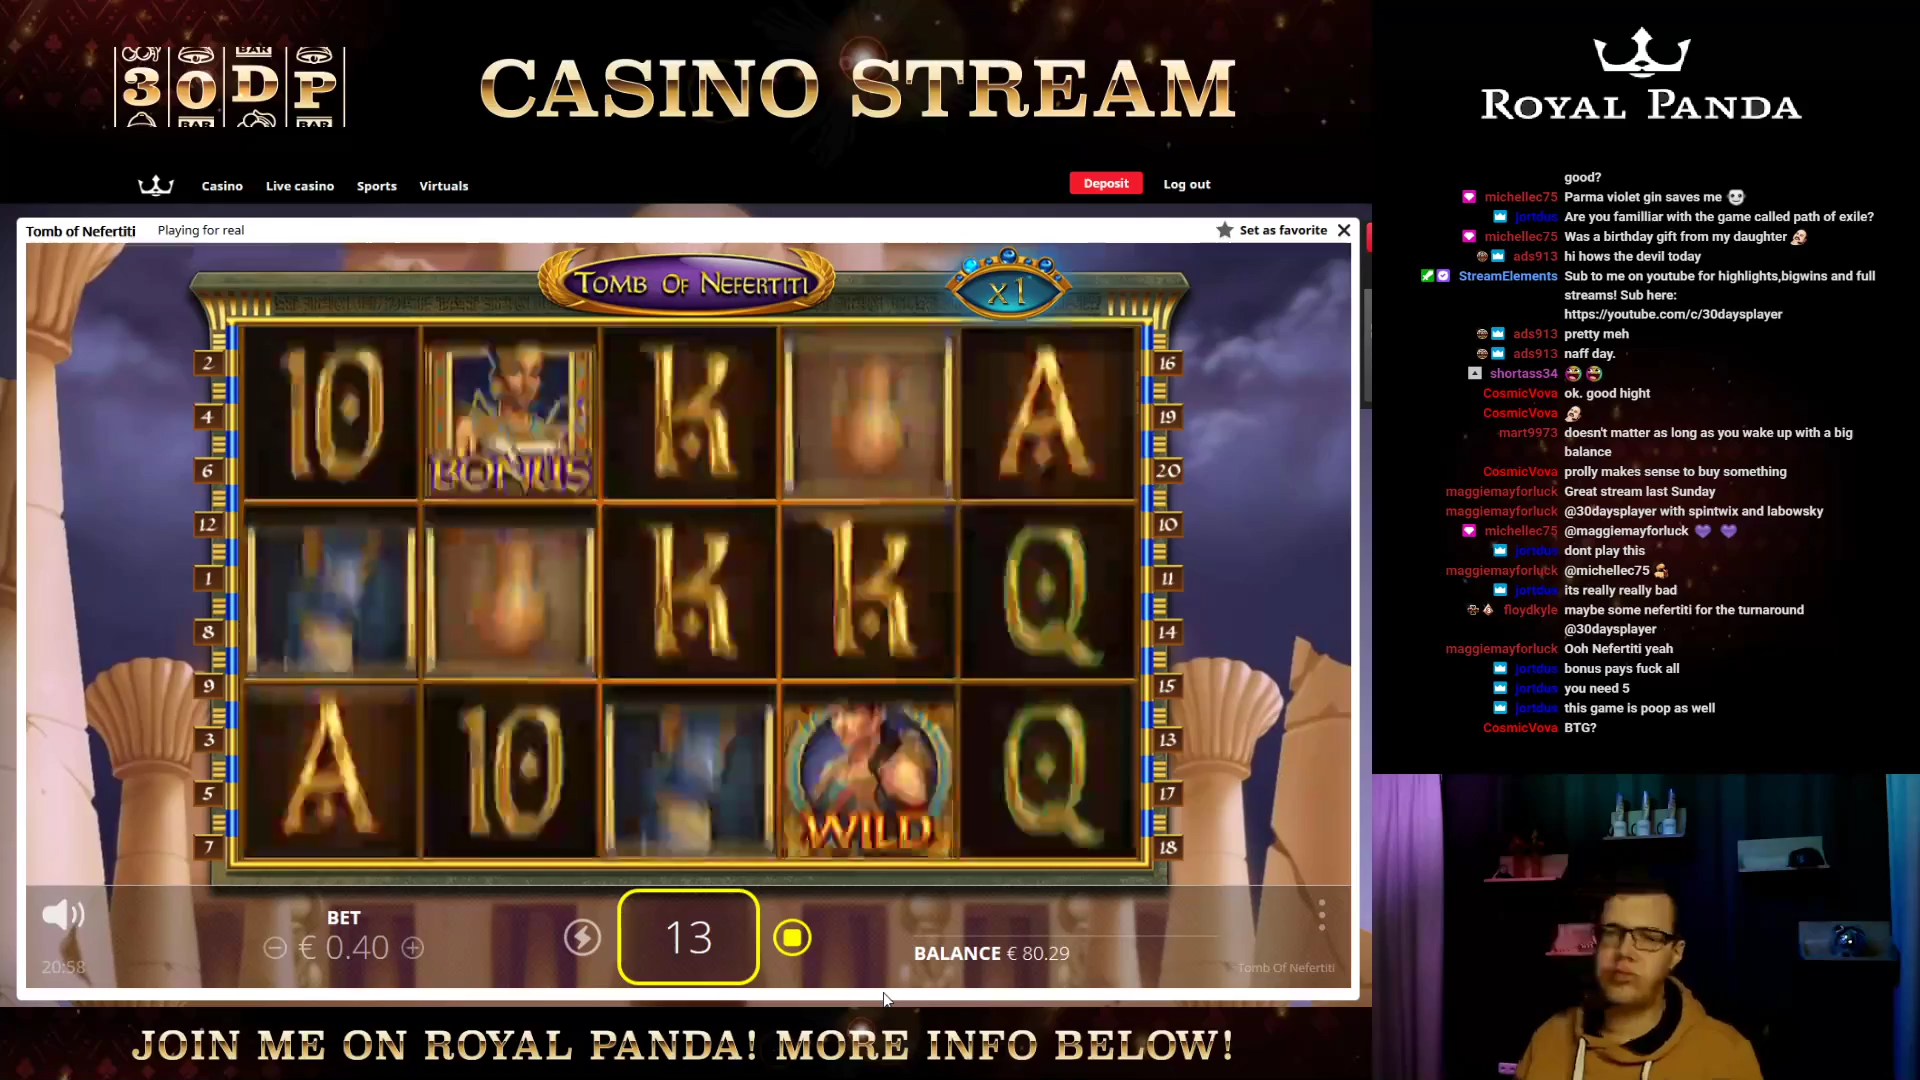 30DP
BAR
BAR
BAR
CASINO STREAM
ROYAL PANDA
Casino
Live casino
Sports
Virtuals
Deposit
Log out
Tomb of Nefertiti
Playing for real
Set as favorite
TOMB OF NEFERTITI
x1
10
BONUS
K
A
K
K
Q
A
10
WILD
Q
2
4
6
12
1
8
9
3
5
7
16
19
20
10
11
14
15
13
17
18
BET
€ 0.40
20:58
13
BALANCE € 80.29
Tomb Of Nefertiti
JOIN ME ON ROYAL PANDA! MORE INFO BELOW!
good?
michellec75 Parma violet gin saves me
jortdus Are you familliar with the game called path of exile?
michellec75 Was a birthday gift from my daughter
ads913 hi hows the devil today
StreamElements Sub to me on youtube for highlights,bigwins and full
streams! Sub here:
https://youtube.com/c/30daysplayer
ads913 pretty meh
ads913 naff day.
shortass34
CosmicVova ok. good hight
CosmicVova
mart9973 doesn't matter as long as you wake up with a big
balance
CosmicVova prolly makes sense to buy something
maggiemayforluck Great stream last Sunday
maggiemayforluck @30daysplayer with spintwix and labowsky
michellec75 @maggiemayforluck
jortdus dont play this
maggiemayforluck @michellec75
jortdus its really really bad
floydkyle maybe some nefertiti for the turnaround
@30daysplayer
maggiemayforluck Ooh Nefertiti yeah
jortdus bonus pays fuck all
jortdus you need 5
jortdus this game is poop as well
CosmicVova BTG?